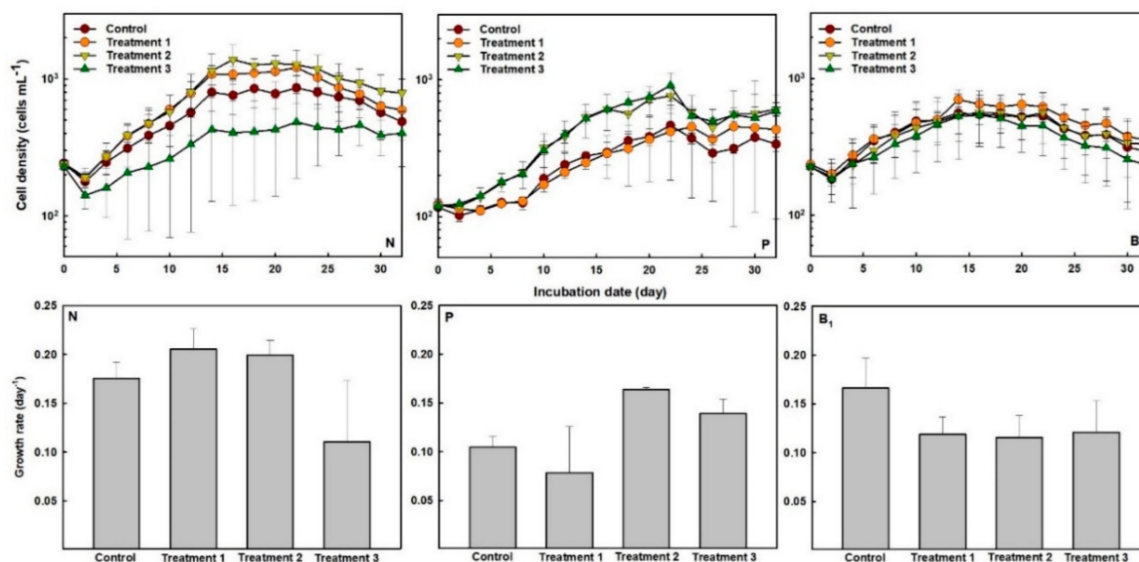 Cell density (cells mL⁻¹)
10³
10²
Control
Treatment 1
Treatment 2
Treatment 3
N
0 5 10 15 20 25 30
10³
10²
Control
Treatment 1
Treatment 2
Treatment 3
P
0 5 10 15 20 25 30
10³
10²
Control
Treatment 1
Treatment 2
Treatment 3
B
0 5 10 15 20 25 30
Incubation date (day)
Growth rate (day⁻¹)
0.25
0.20
0.15
0.10
0.05
N
Control Treatment 1 Treatment 2 Treatment 3
0.25
0.20
0.15
0.10
0.05
P
Control Treatment 1 Treatment 2 Treatment 3
0.25
0.20
0.15
0.10
0.05
B₁
Control Treatment 1 Treatment 2 Treatment 3